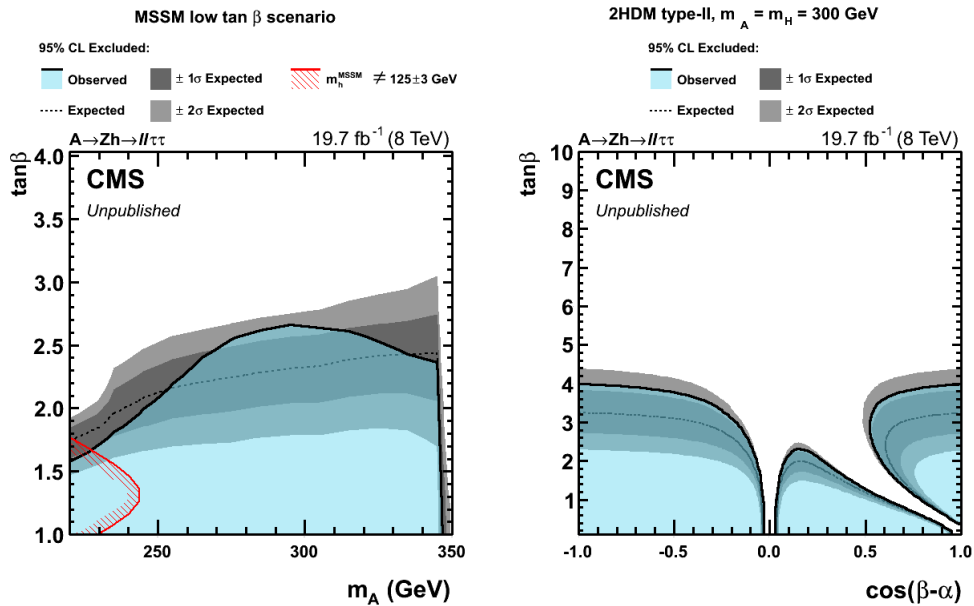 MSSM low tan β scenario
95% CL Excluded:
Observed
± 1σ Expected
m_h^MSSM ≠ 125±3 GeV
Expected
± 2σ Expected
A→Zh→llττ
19.7 fb⁻¹ (8 TeV)
CMS
Unpublished
tanβ
4.0
3.5
3.0
2.5
2.0
1.5
1.0
250
300
350
m_A (GeV)
2HDM type-II, m_A = m_H = 300 GeV
95% CL Excluded:
Observed
± 1σ Expected
Expected
± 2σ Expected
A→Zh→llττ
19.7 fb⁻¹ (8 TeV)
CMS
Unpublished
tanβ
10
9
8
7
6
5
4
3
2
1
-1.0
-0.5
0.0
0.5
1.0
cos(β-α)